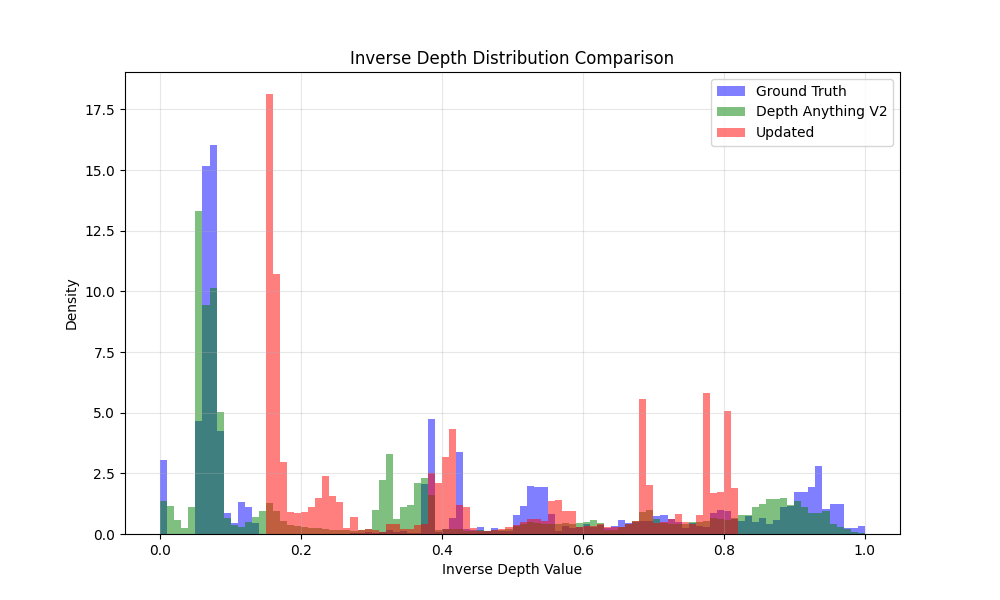 Inverse Depth Distribution Comparison
Ground Truth
Depth Anything V2
Updated
17.5
15.0
12.5
10.0
7.5
5.0
2.5
0.0
Density
0.0 0.2 0.4 0.6 0.8 1.0
Inverse Depth Value